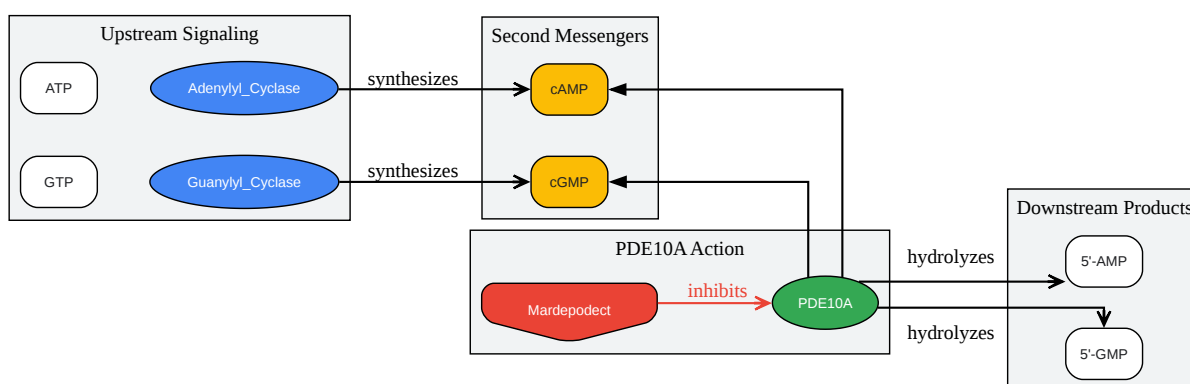 Upstream Signaling
Second Messengers
ATP
Adenylyl_Cyclase
synthesizes
cAMP
GTP
Guanylyl_Cyclase
synthesizes
cGMP
Downstream Products
PDE10A Action
hydrolyzes
5'-AMP
Mardepodect
inhibits
PDE10A
hydrolyzes
5'-GMP